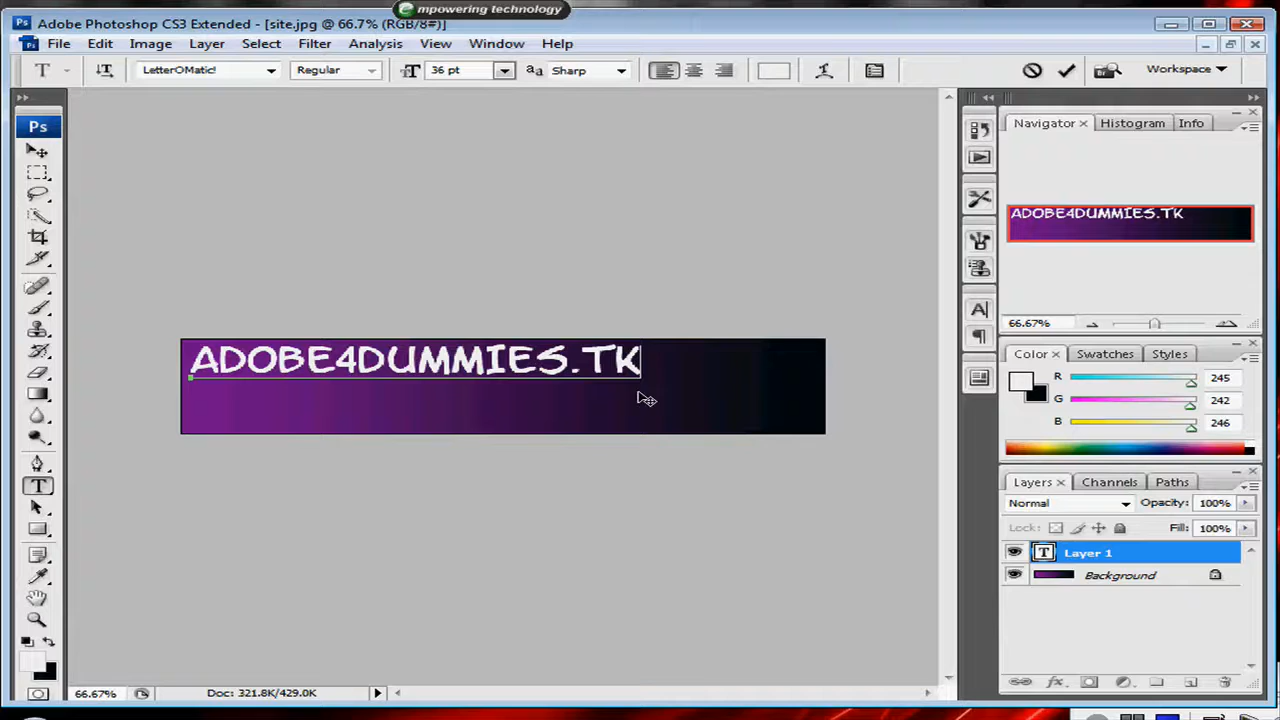 empowering technology
Adobe Photoshop CS3 Extended - [site.jpg @ 66.7% (RGB/8#)]
File Edit Image Layer Select Filter Analysis View Window Help
LetterOMatic! Regular 36 pt aa Sharp Workspace
Ps
Navigator Histogram Info
ADOBE4DUMMIES.TK
66.67%
ADOBE4DUMMIES.TK
Color Swatches Styles
R 245
G 242
B 246
Layers Channels Paths
Normal Opacity: 100%
Lock: Fill: 100%
T Layer 1
Background
66.67% Doc: 321.8K/429.0K